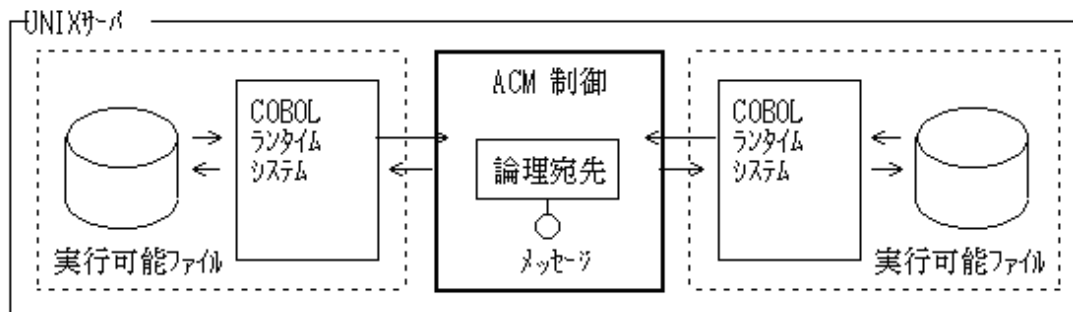 UNIXサーバ
ACM 制御
COBOL
ランタイム
システム
論理宛先
メッセージ
COBOL
ランタイム
システム
実行可能ファイル
実行可能ファイル